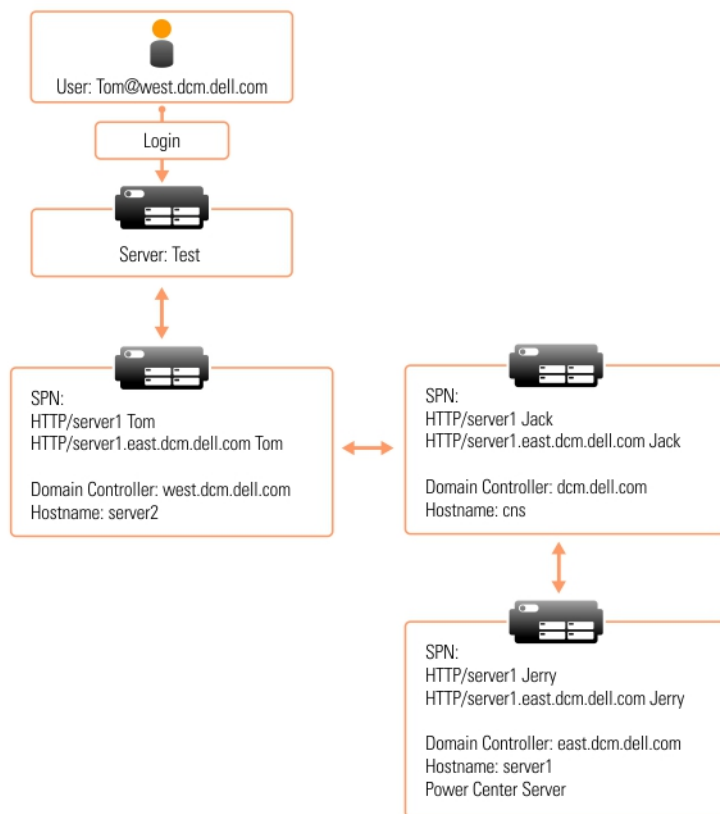 User: Tom@west.dcm.dell.com
Login
Server: Test
SPN:
HTTP/server1 Tom
HTTP/server1.east.dcm.dell.com Tom
Domain Controller: west.dcm.dell.com
Hostname: server2
SPN:
HTTP/server1 Jack
HTTP/server1.east.dcm.dell.com Jack
Domain Controller: dcm.dell.com
Hostname: cns
SPN:
HTTP/server1 Jerry
HTTP/server1.east.dcm.dell.com Jerry
Domain Controller: east.dcm.dell.com
Hostname: server1
Power Center Server